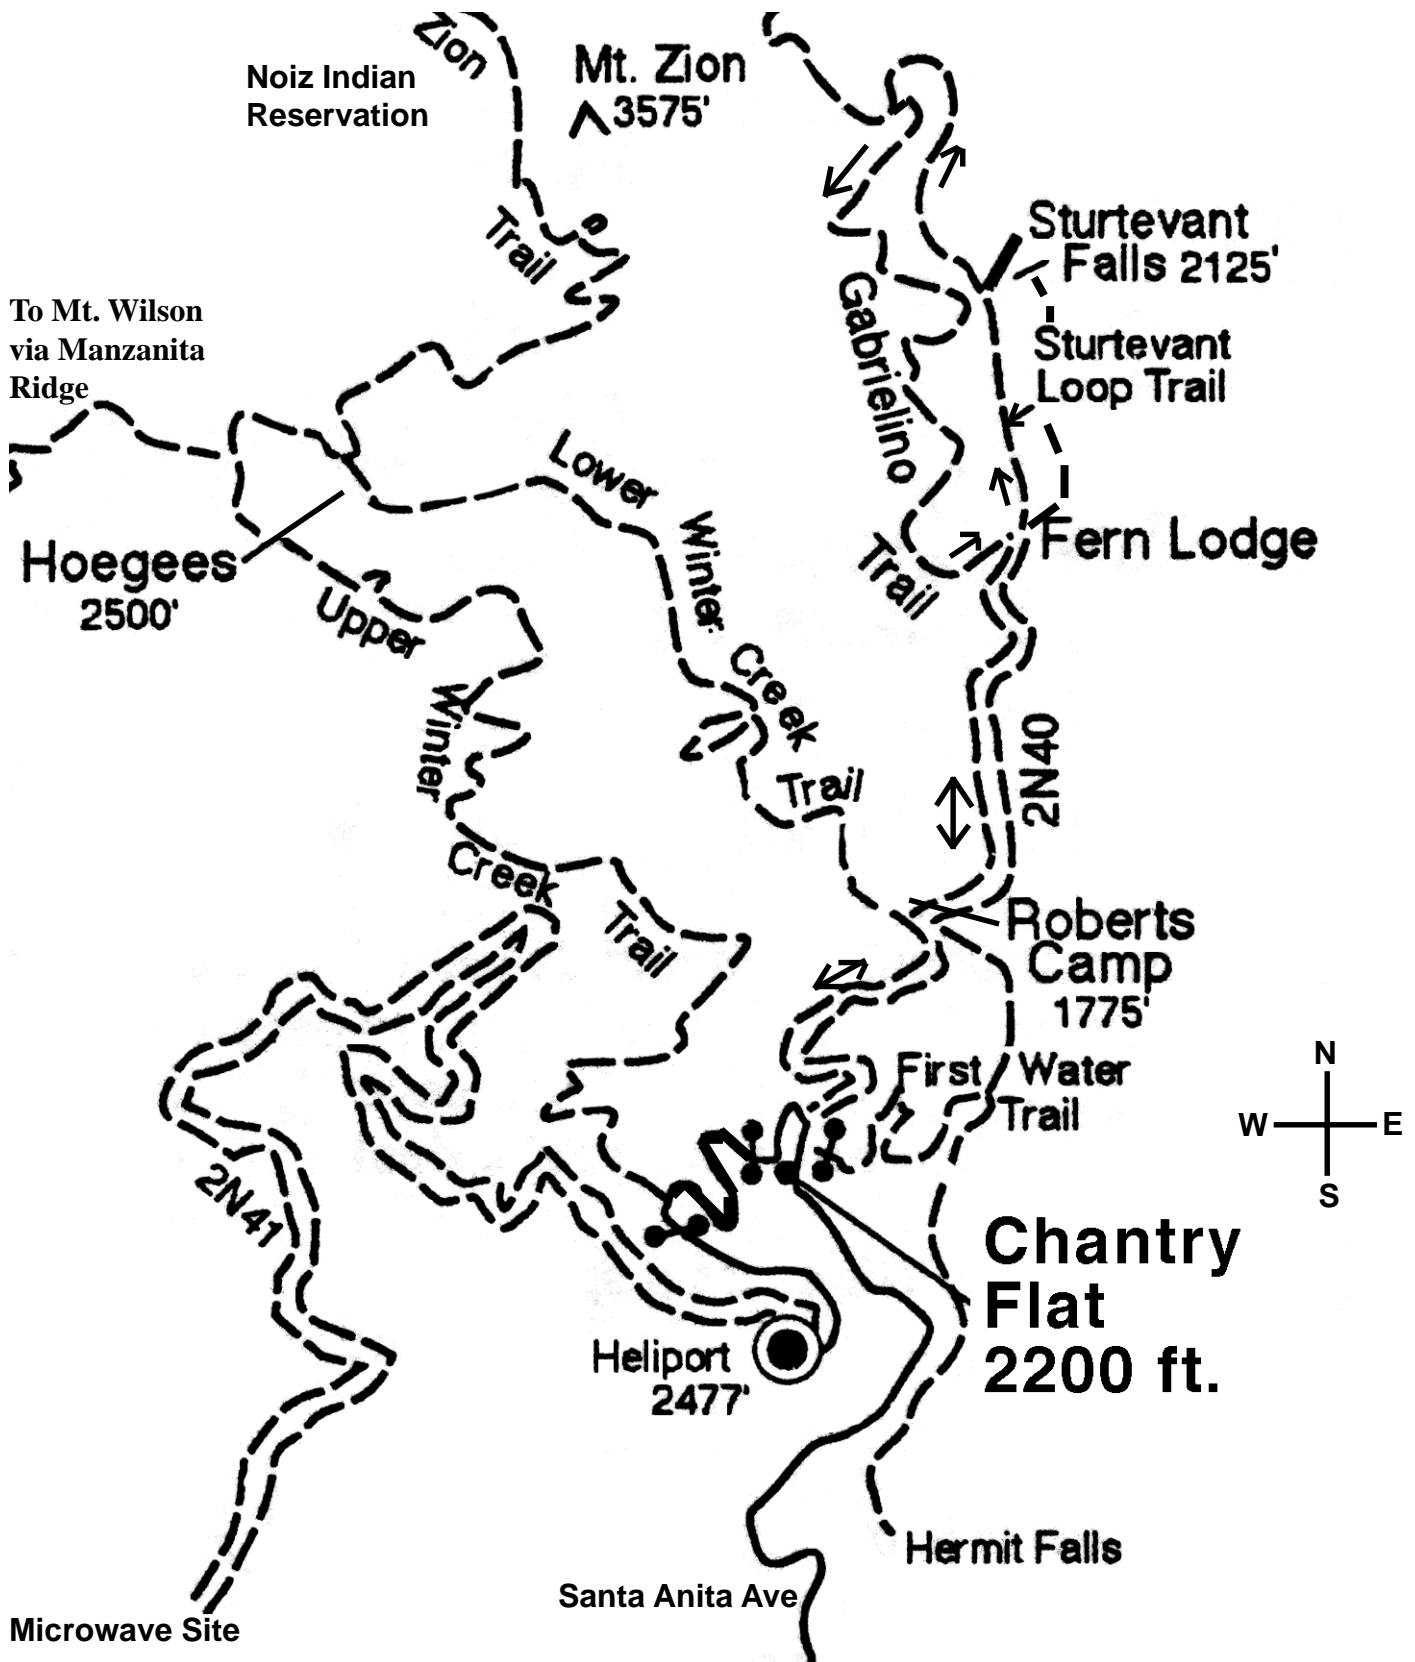 Zion
Noiz Indian
Reservation
Mt. Zion
3575'
Trail
Sturtevant
Falls 2125'
To Mt. Wilson
via Manzanita
Ridge
Gabrielino
Trail
Sturtevant
Loop Trail
Lower
Winter
Creek
Trail
Hoegees
2500'
Fern Lodge
Upper
Winter
Creek
Trail
2N40
Roberts
Camp
1775'
First Water
Trail
N
W E
S
2N41
Chantry
Flat
2200 ft.
Heliport
2477'
Hermit Falls
Santa Anita Ave
Microwave Site